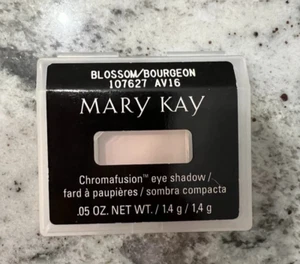 BLOSSOM/BOURGEON
107627 AV16
MARY KAY
Chromafusion™ eye shadow/
fard à paupières / sombra compacta
.05 OZ. NET WT. / 1.4 g / 1,4 g